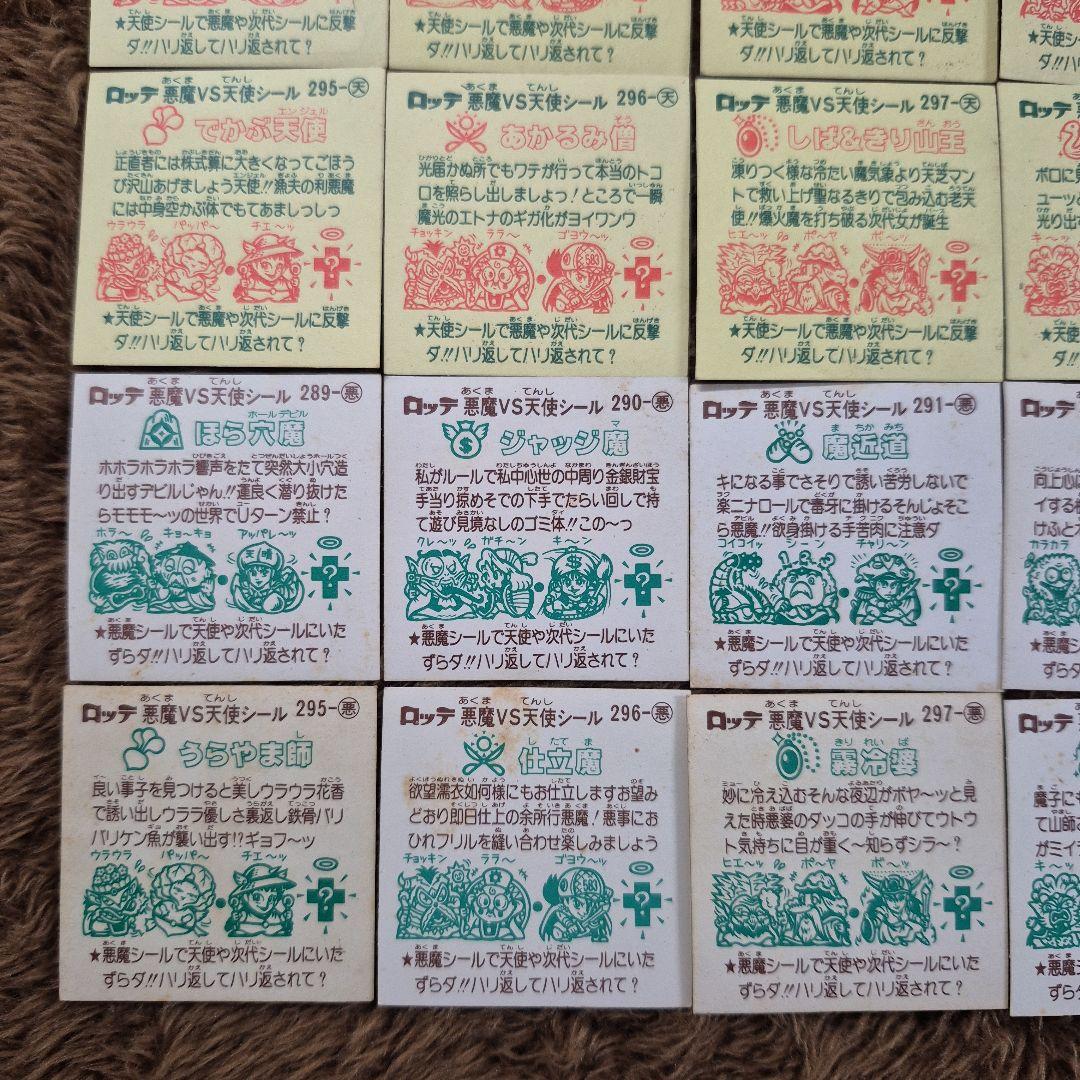 ★天使シールで悪魔や次代シールに反撃
ダ!!ハリ返してハリ返されて?
★天使シールで悪魔や次代シールに反撃
ダ!!ハリ返してハリ返されて?
★天使シールで悪魔や次代シールに反撃
ダ!!ハリ返してハリ返されて?
ロッテ 悪魔VS天使シール 295-天
でかぶ天使
正直者には株式算に大きくなってごほう
び沢山あげましょう天使!!漁夫の利悪魔
には中身空かぶ体でもてあましっしっ
ウラウラ パッパ〜 チエ〜ッ
★天使シールで悪魔や次代シールに反撃
ダ!!ハリ返してハリ返されて?
ロッテ 悪魔VS天使シール 296-天
あかるみ僧
光届かぬ所でもワテが行って本当のトコ
ロを照らし出しましょっ!ところで一瞬
魔光のエトナのギガ化がヨイワンワ
チョッキン ララ〜 ゴヨウ〜ッ
★天使シールで悪魔や次代シールに反撃
ダ!!ハリ返してハリ返されて?
ロッテ 悪魔VS天使シール 297-天
しば&きり山王
凍りつく様な冷たい魔気象より天芝マン
トで救い上げ聖なるきりで包み込む老天
使!!爆火魔を打ち破る次代女が誕生
ヒエ〜ッ ボ〜ヤ ボ〜ッ
★天使シールで悪魔や次代シールに反撃
ダ!!ハリ返してハリ返されて?
ロッテ 悪魔VS天使シール 289-悪
ほら穴魔
ホホラホラホラ響声をたて突然大小穴造
り出すデビルじゃん!!運良く潜り抜けた
らモモモ〜ッの世界でUターン禁止?
ホラ〜 キョ〜キョ アッパレ〜ッ
★悪魔シールで天使や次代シールにいた
ずらダ!!ハリ返してハリ返されて?
ロッテ 悪魔VS天使シール 290-悪
ジャッジ魔
私がルールで私中心世の中周り金銀財宝
手当り掠めその下手でたらい回しで持
て遊び見境なしのゴミ体!!この〜っ
クレ〜ッ ガチ〜ン キ〜ン
★悪魔シールで天使や次代シールにいた
ずらダ!!ハリ返してハリ返されて?
ロッテ 悪魔VS天使シール 291-悪
魔近道
キになる事でさそりで誘い苦労しないで
楽ニナロールで毒牙に掛けるそんじょそこ
ら悪魔!!欲身掛ける手苦肉に注意ダ
コイコイッ シーン チャリ〜ン
★悪魔シールで天使や次代シールにいた
ずらダ!!ハリ返してハリ返されて?
ロッテ 悪魔VS天使シール 295-悪
うらやま師
良い事子を見つけると美しウラウラ花香
で誘い出しウララ優しさ裏返し鉄骨バリ
バリケン魚が襲い出す!?ギョフ〜ッ
ウラウラ パッパ〜 チエ〜ッ
★悪魔シールで天使や次代シールにいた
ずらダ!!ハリ返してハリ返されて?
ロッテ 悪魔VS天使シール 296-悪
仕立魔
欲望濡衣如何様にもお仕立しますお望み
どおり即日仕上の余所行悪魔!悪事にお
ひれフリルを縫い合わせ楽しみましょう
チョッキン ララ〜 ゴヨウ〜ッ
★悪魔シールで天使や次代シールにいた
ずらダ!!ハリ返してハリ返されて?
ロッテ 悪魔VS天使シール 297-悪
霧冷婆
妙に冷え込むそんな夜辺がボヤ〜ッと見
えた時悪婆のダッコの手が伸びてウトウ
ト気持ちに目が重く〜知らずシラ〜?
ヒエ〜ッ ボ〜ヤ ボ〜ッ
★悪魔シールで天使や次代シールにいた
ずらダ!!ハリ返してハリ返されて?